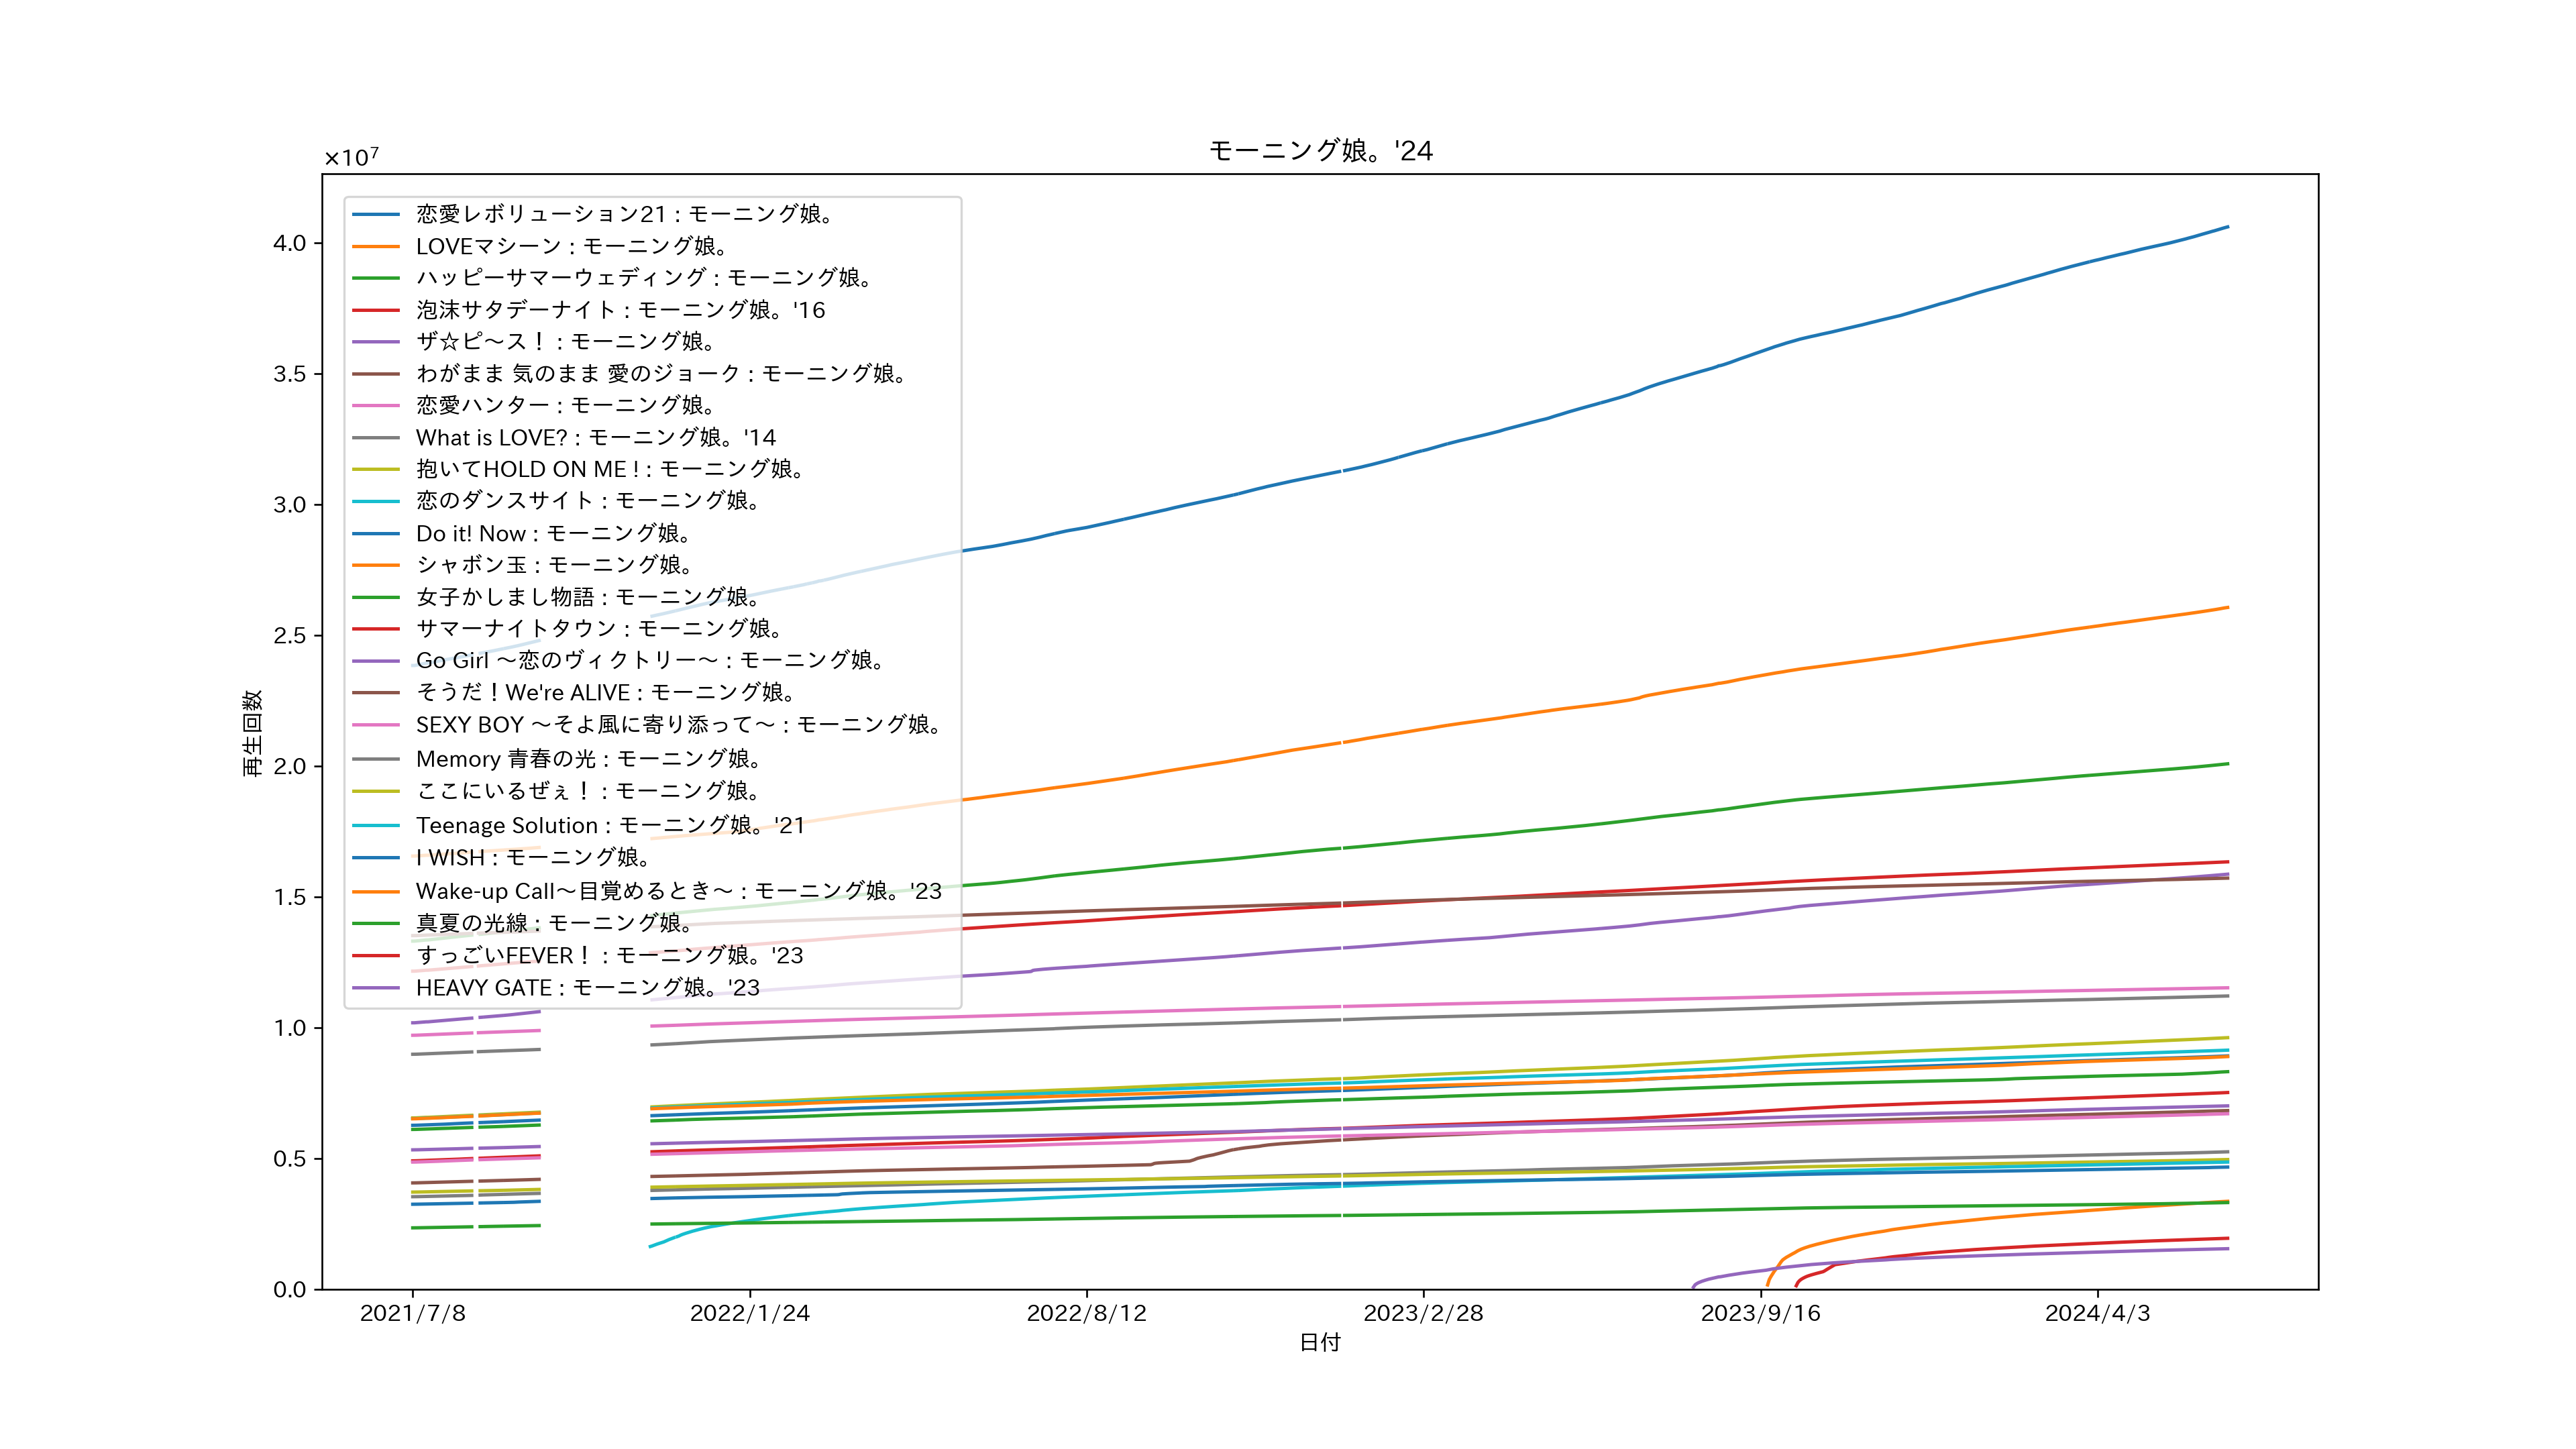 モーニング娘。'24
×10⁷
4.0
3.5
3.0
2.5
2.0
1.5
1.0
0.5
0.0
再生回数
恋愛レボリューション21 : モーニング娘。
LOVEマシーン : モーニング娘。
ハッピーサマーウェディング : モーニング娘。
泡沫サタデーナイト : モーニング娘。'16
ザ☆ピ〜ス！ : モーニング娘。
わがまま 気のまま 愛のジョーク : モーニング娘。
恋愛ハンター : モーニング娘。
What is LOVE? : モーニング娘。'14
抱いてHOLD ON ME ! : モーニング娘。
恋のダンスサイト : モーニング娘。
Do it! Now : モーニング娘。
シャボン玉 : モーニング娘。
女子かしまし物語 : モーニング娘。
サマーナイトタウン : モーニング娘。
Go Girl 〜恋のヴィクトリー〜 : モーニング娘。
そうだ！We're ALIVE : モーニング娘。
SEXY BOY 〜そよ風に寄り添って〜 : モーニング娘。
Memory 青春の光 : モーニング娘。
ここにいるぜぇ！ : モーニング娘。
Teenage Solution : モーニング娘。'21
I WISH : モーニング娘。
Wake-up Call〜目覚めるとき〜 : モーニング娘。'23
真夏の光線 : モーニング娘。
すっごいFEVER！ : モーニング娘。'23
HEAVY GATE : モーニング娘。'23
2021/7/8
2022/1/24
2022/8/12
2023/2/28
2023/9/16
2024/4/3
日付